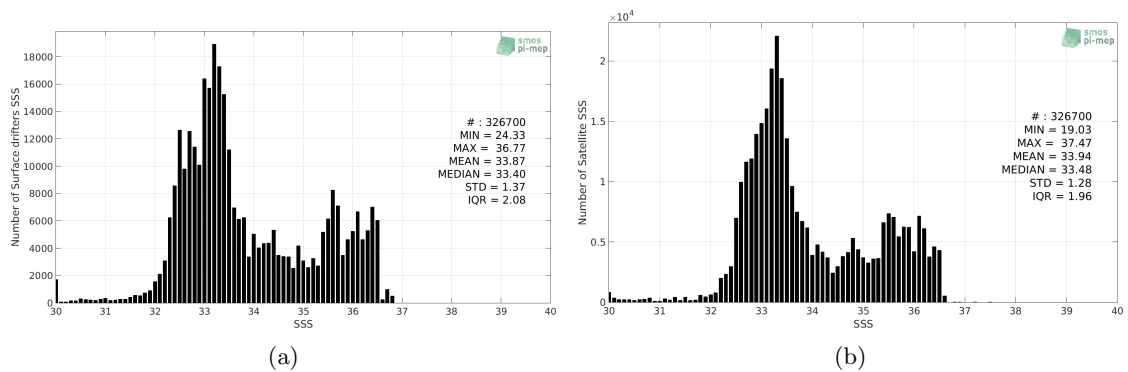 smos
pi-mep
18000
16000
14000
12000
10000
8000
6000
4000
2000
0
Number of Surface drifters SSS
# : 326700
MIN = 24.33
MAX = 36.77
MEAN = 33.87
MEDIAN = 33.40
STD = 1.37
IQR = 2.08
30 31 32 33 34 35 36 37 38 39 40
SSS
(a)
×10⁴
smos
pi-mep
2
1.5
1
0.5
0
Number of Satellite SSS
# : 326700
MIN = 19.03
MAX = 37.47
MEAN = 33.94
MEDIAN = 33.48
STD = 1.28
IQR = 1.96
30 31 32 33 34 35 36 37 38 39 40
SSS
(b)